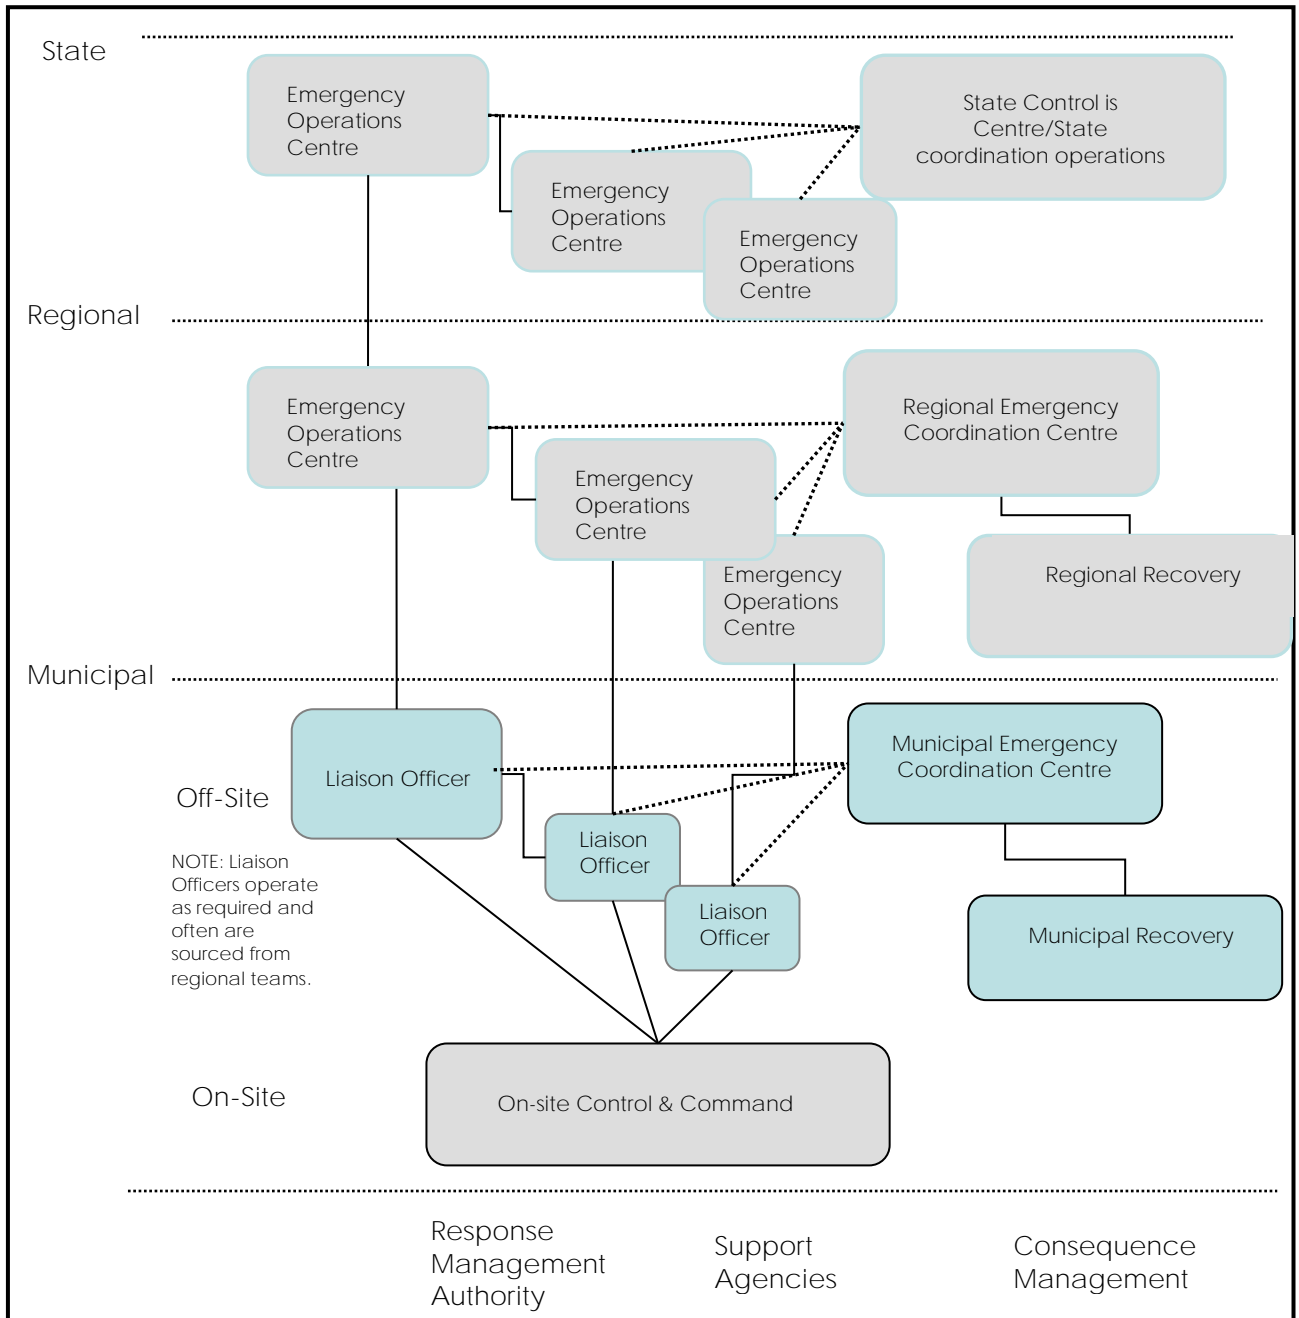 State
Emergency
Operations
Centre
State Control is
Centre/State
coordination operations
Emergency
Operations
Centre
Emergency
Operations
Centre
Regional
Emergency
Operations
Centre
Regional Emergency
Coordination Centre
Emergency
Operations
Centre
Emergency
Operations
Centre
Regional Recovery
Municipal
Liaison Officer
Municipal Emergency
Coordination Centre
Off-Site
Liaison
Officer
NOTE: Liaison
Officers operate
as required and
often are
sourced from
regional teams.
Liaison
Officer
Municipal Recovery
On-Site
On-site Control & Command
Response
Management
Authority
Support
Agencies
Consequence
Management